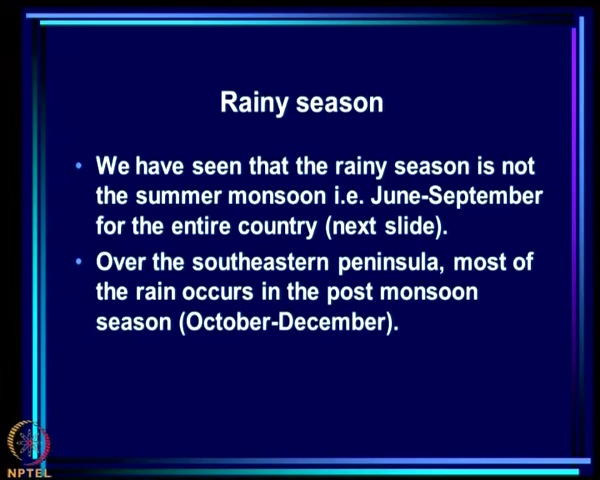 Rainy season
• We have seen that the rainy season is not
the summer monsoon i.e. June-September
for the entire country (next slide).
• Over the southeastern peninsula, most of
the rain occurs in the post monsoon
season (October-December).
NPTEL